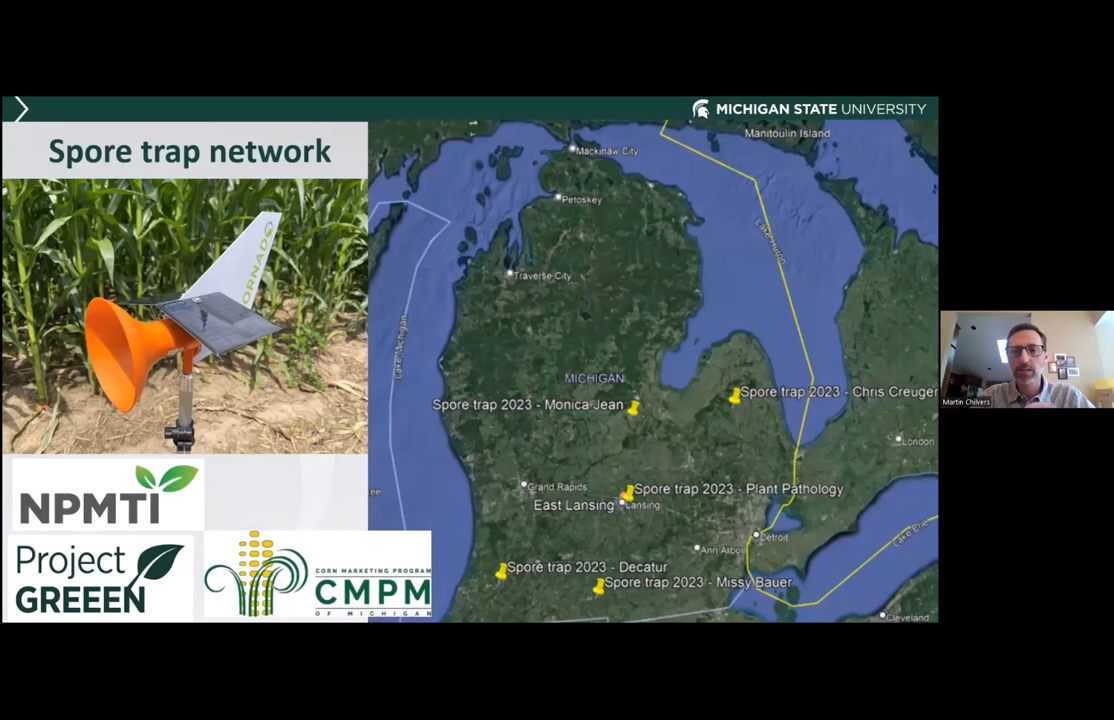 MICHIGAN STATE UNIVERSITY
Spore trap network
Manitoulin Island
Mackinaw City
Petoskey
Lake Huron
Traverse City
ORNADO
Lake Michigan
MICHIGAN
Spore trap 2023 - Chris Creuger
Spore trap 2023 - Monica-Jean
Martin Chilvers
London
Grand Rapids
Spore trap 2023 - Plant Pathology
East Lansing
Lansing
NPMTI
Detroit
Ann Arbor
Lake Erie
Spore trap 2023 - Decatur
Spore trap 2023 - Missy Bauer
Project
GREEEN
CORN MARKETING PROGRAM
CMPM
OF MICHIGAN
Cleveland